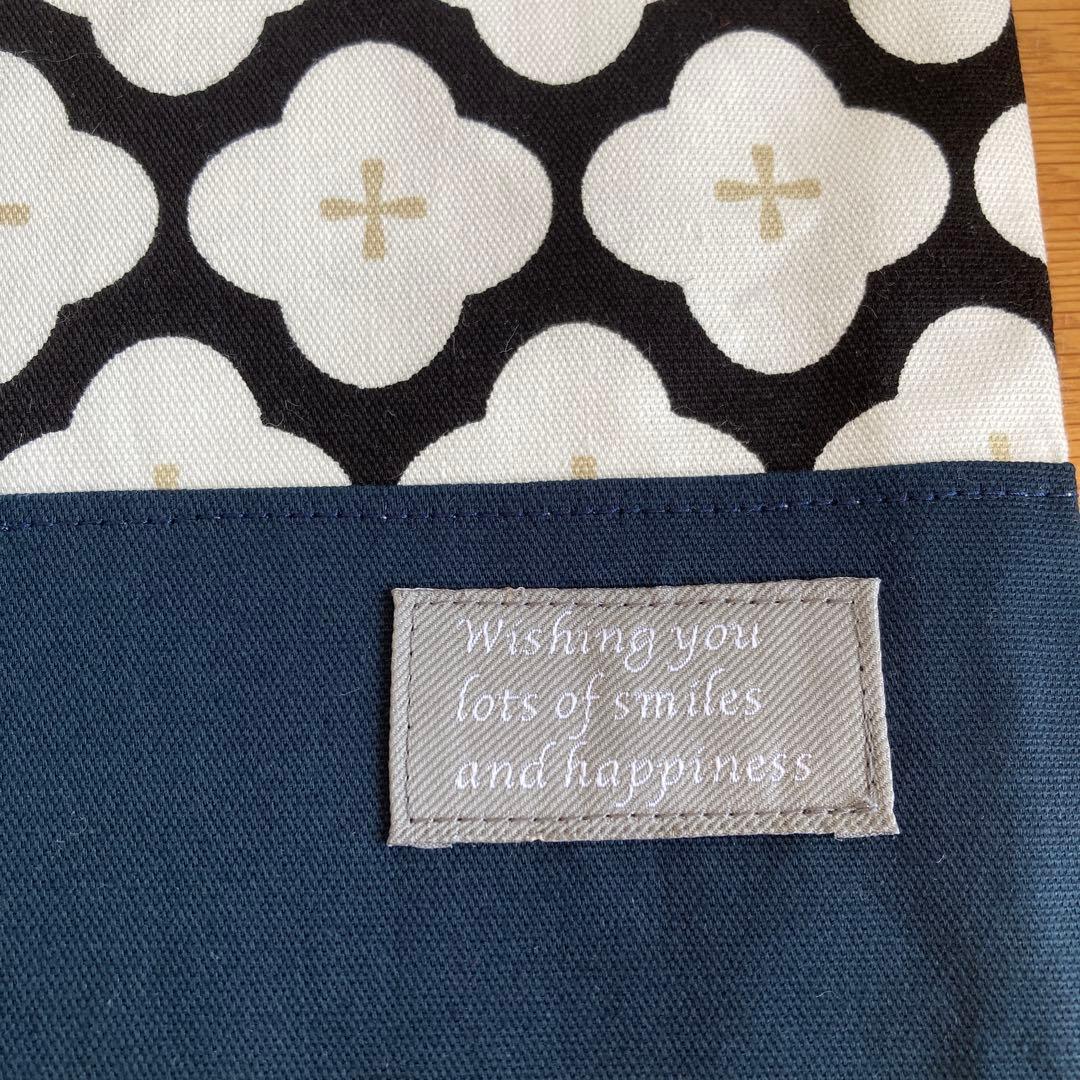 Wishing you
lots of smiles
and happiness